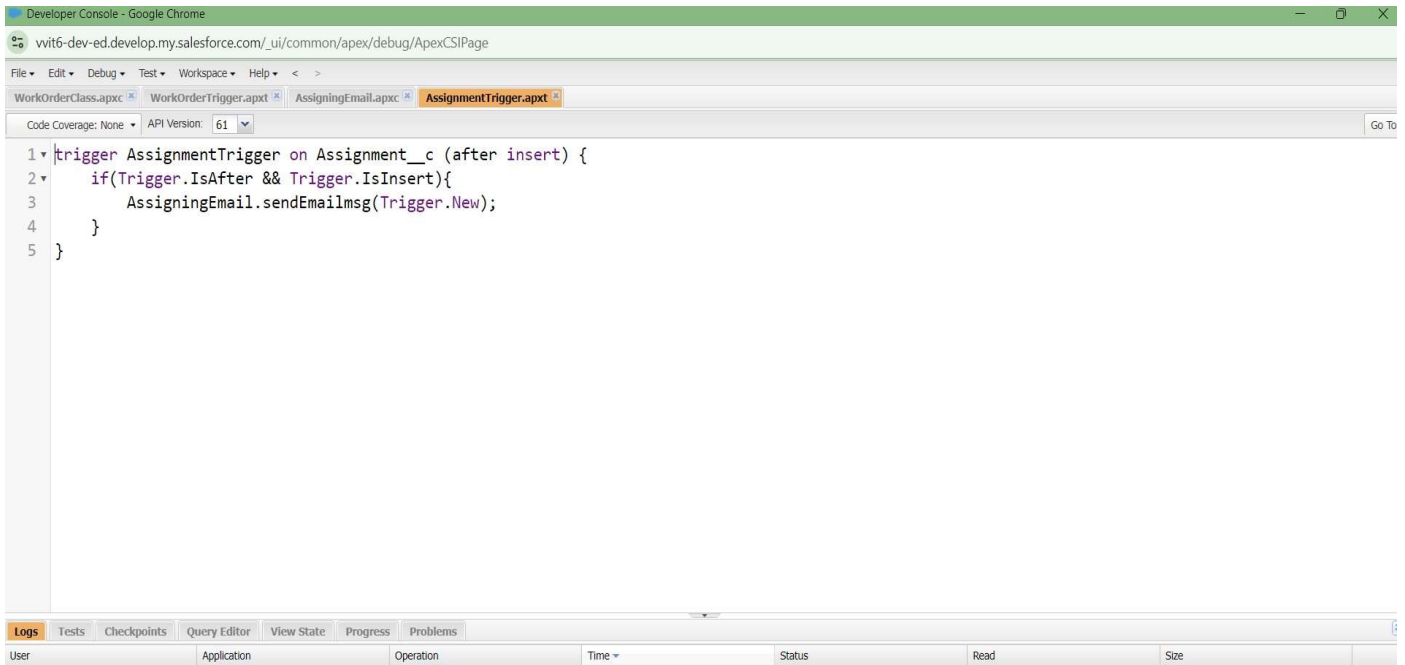 Developer Console - Google Chrome
vvit6-dev-ed.develop.my.salesforce.com/_ui/common/apex/debug/ApexCSIPage
File Edit Debug Test Workspace Help < >
WorkOrderClass.apxc WorkOrderTrigger.apxt AssigningEmail.apxc AssignmentTrigger.apxt
Code Coverage: None API Version: 61 Go To
1 trigger AssignmentTrigger on Assignment__c (after insert) {
2 if(Trigger.IsAfter && Trigger.IsInsert){
3 AssigningEmail.sendEmailmsg(Trigger.New);
4 }
5 }
Logs Tests Checkpoints Query Editor View State Progress Problems
User Application Operation Time Status Read Size